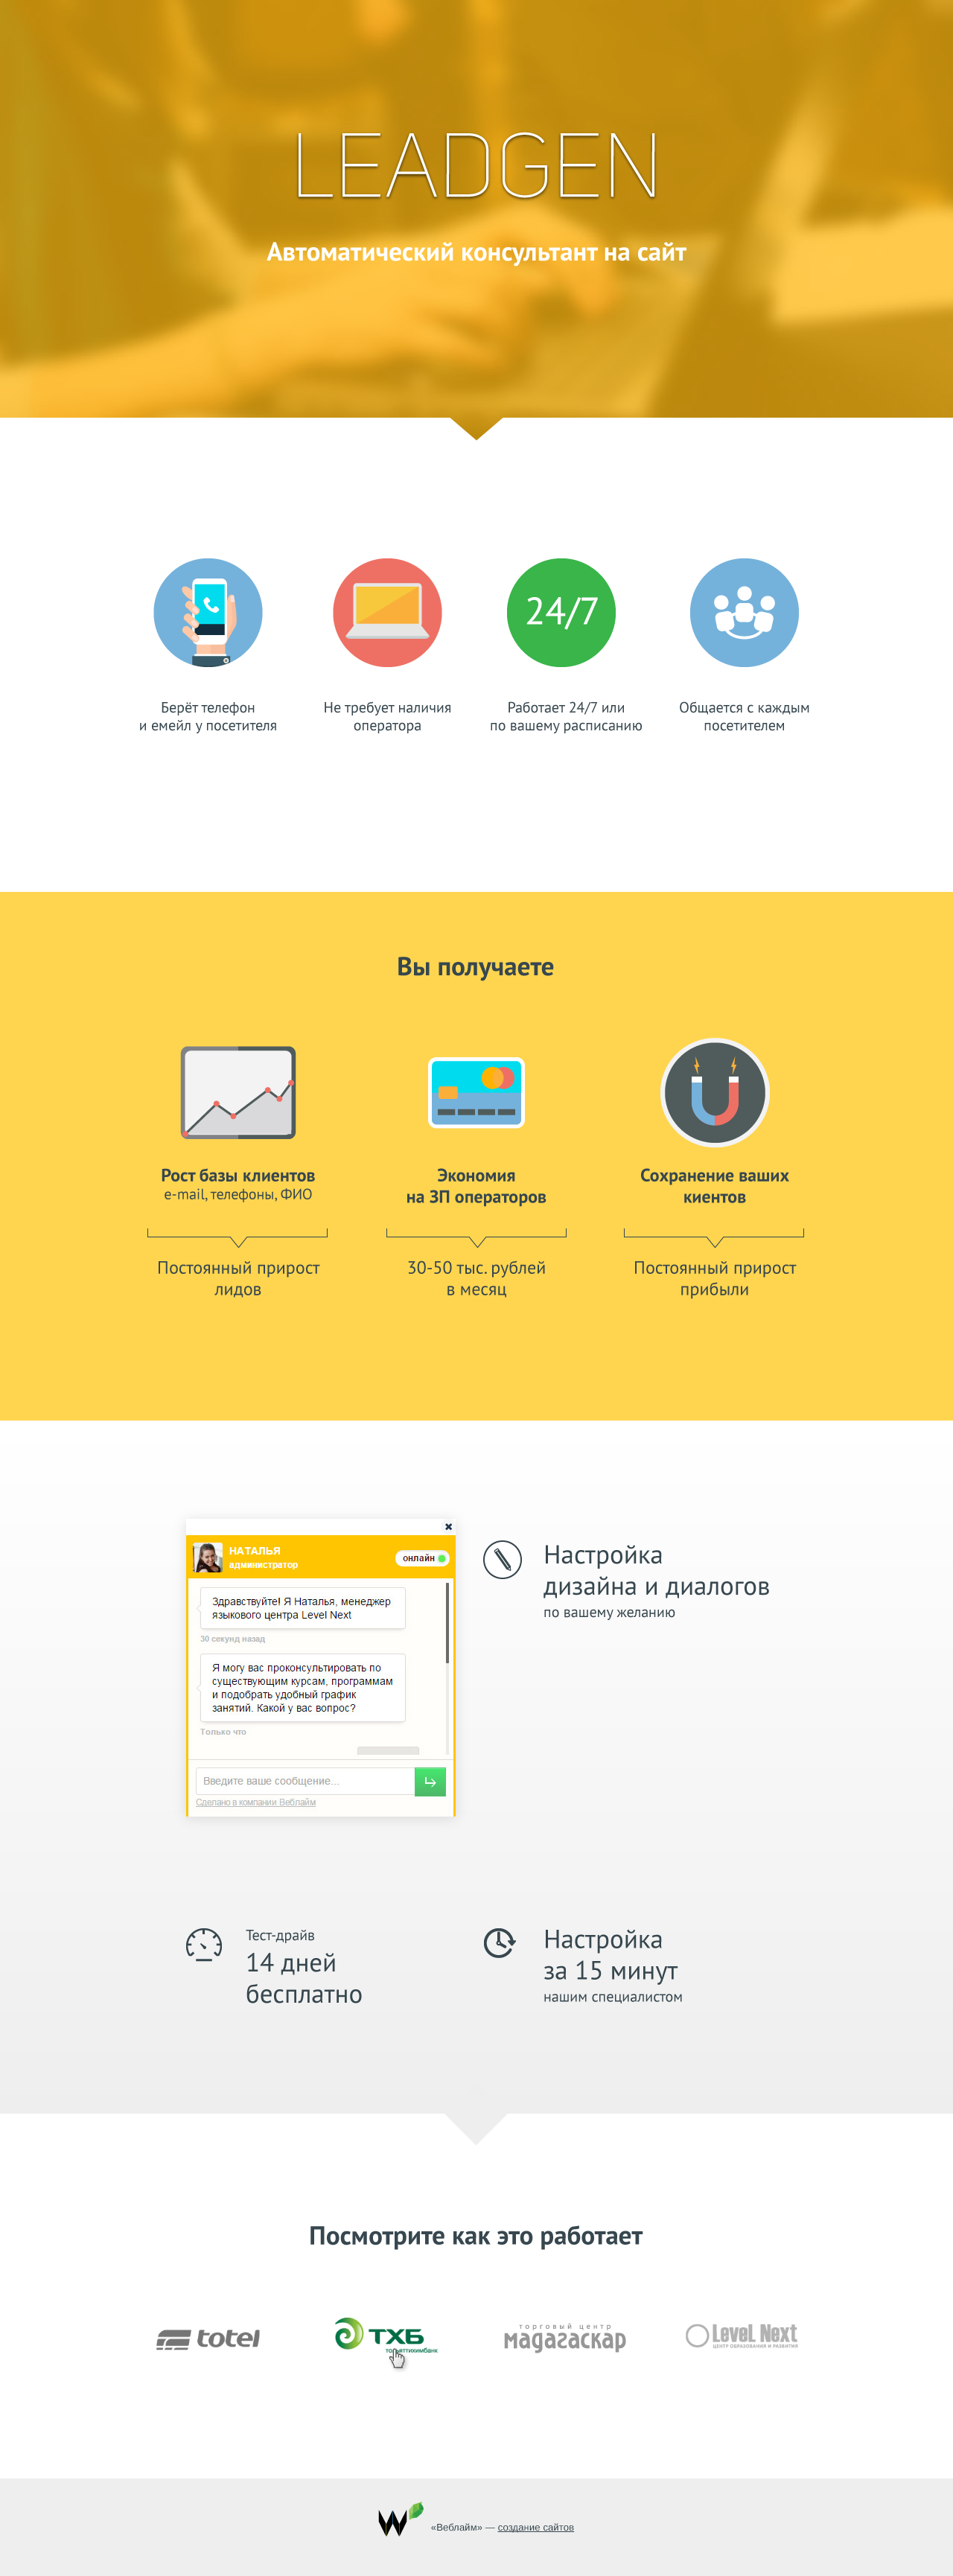 LEADGEN
Автоматический консультант на сайт
24/7
Берёт телефон
и емейл у посетителя
Не требует наличия
оператора
Работает 24/7 или
по вашему расписанию
Общается с каждым
посетителем
Вы получаете
Рост базы клиентов
e-mail, телефоны, ФИО
Постоянный прирост
лидов
Экономия
на ЗП операторов
30-50 тыс. рублей
в месяц
Сохранение ваших
киентов
Постоянный прирост
прибыли
НАТАЛЬЯ
администратор
онлайн
Здравствуйте! Я Наталья, менеджер
языкового центра Level Next
30 секунд назад
Я могу вас проконсультировать по
существующим курсам, программам
и подобрать удобный график
занятий. Какой у вас вопрос?
Только что
Введите ваше сообщение...
Сделано в компании Веблайм
Настройка
дизайна и диалогов
по вашему желанию
Тест-драйв
14 дней
бесплатно
Настройка
за 15 минут
нашим специалистом
Посмотрите как это работает
totel
ТХБ
тольяттихимбанк
торговый центр
мадагаскар
Level Next
ЦЕНТР ОБРАЗОВАНИЯ И РАЗВИТИЯ
W
«Веблайм» — создание сайтов